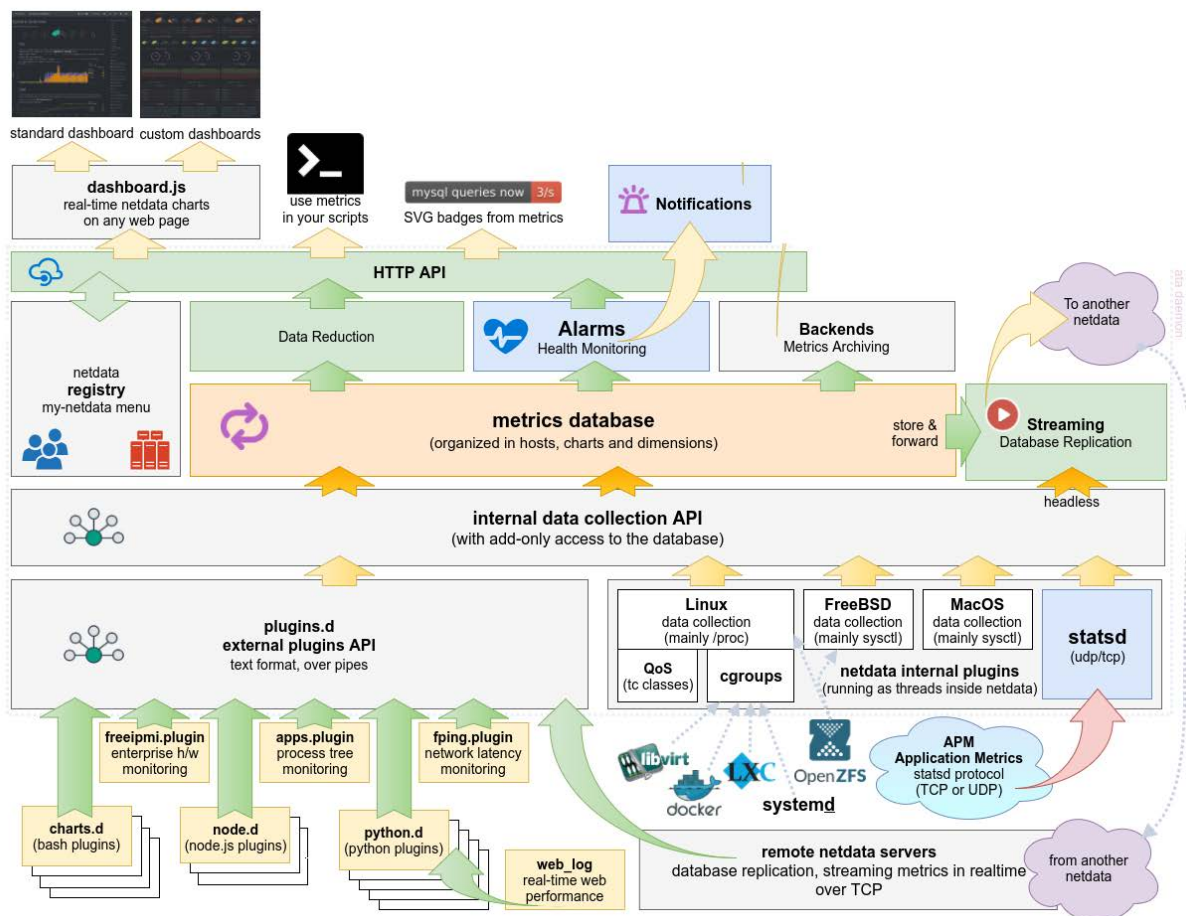 standard dashboard
custom dashboards
dashboard.js
real-time netdata charts
on any web page
use metrics
in your scripts
mysql queries now 3/s
SVG badges from metrics
Notifications
HTTP API
ata daemon
To another
netdata
netdata
registry
my-netdata menu
Data Reduction
Alarms
Health Monitoring
Backends
Metrics Archiving
metrics database
(organized in hosts, charts and dimensions)
store &
forward
Streaming
Database Replication
headless
internal data collection API
(with add-only access to the database)
plugins.d
external plugins API
text format, over pipes
Linux
data collection
(mainly /proc)
FreeBSD
data collection
(mainly sysctl)
MacOS
data collection
(mainly sysctl)
statsd
(udp/tcp)
QoS
(tc classes)
cgroups
netdata internal plugins
(running as threads inside netdata)
freeipmi.plugin
enterprise h/w
monitoring
apps.plugin
process tree
monitoring
fping.plugin
network latency
monitoring
libvirt
docker
LXC
systemd
OpenZFS
APM
Application Metrics
statsd protocol
(TCP or UDP)
charts.d
(bash plugins)
node.d
(node.js plugins)
python.d
(python plugins)
web_log
real-time web
performance
remote netdata servers
database replication, streaming metrics in realtime
over TCP
from another
netdata